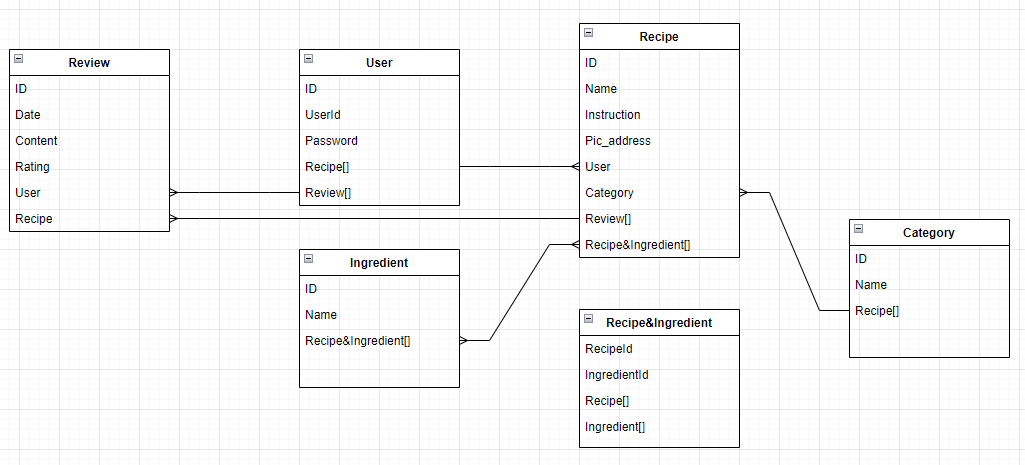 Review
ID
Date
Content
Rating
User
Recipe
User
ID
UserId
Password
Recipe[]
Review[]
Recipe
ID
Name
Instruction
Pic_address
User
Category
Review[]
Recipe&Ingredient[]
Ingredient
ID
Name
Recipe&Ingredient[]
Recipe&Ingredient
RecipeId
IngredientId
Recipe[]
Ingredient[]
Category
ID
Name
Recipe[]